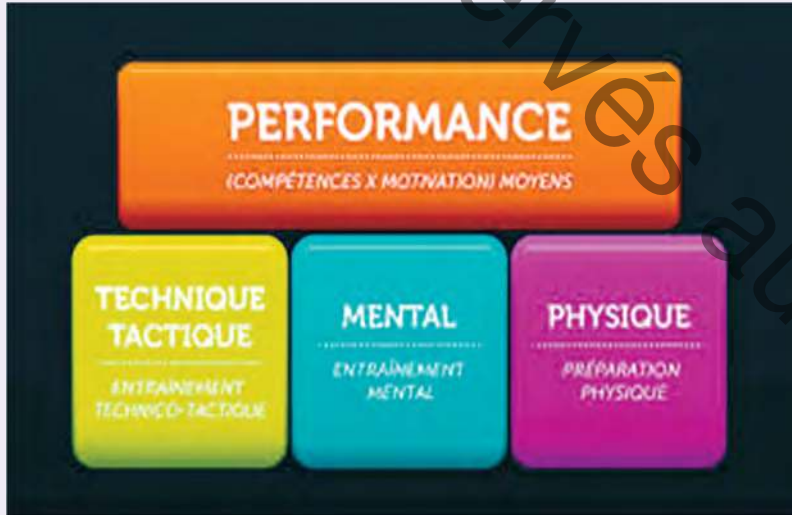 PERFORMANCE
(COMPÉTENCES X MOTIVATION) MOYENS
TECHNIQUE
TACTIQUE
ENTRAÎNEMENT
TECHNICO-TACTIQUE
MENTAL
ENTRAÎNEMENT
MENTAL
PHYSIQUE
PRÉPARATION
PHYSIQUE